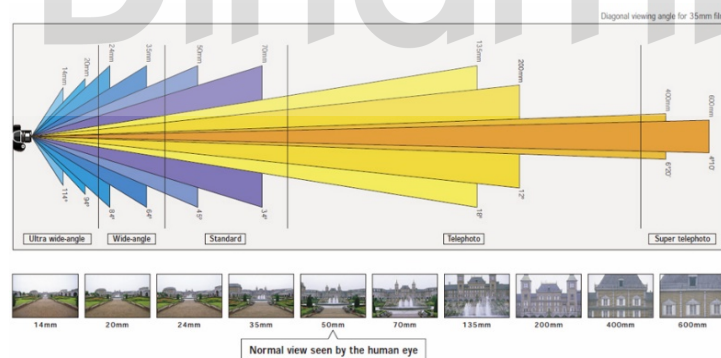 Diagonal viewing angle for 35mm fil
14mm
20mm
24mm
35mm
50mm
70mm
135mm
200mm
400mm
600mm
114°
94°
84°
64°
46°
34°
18°
12°
6°00'
4°10'
Ultra wide-angle
Wide-angle
Standard
Telephoto
Super telephoto
14mm
20mm
24mm
35mm
50mm
70mm
135mm
200mm
400mm
600mm
Normal view seen by the human eye